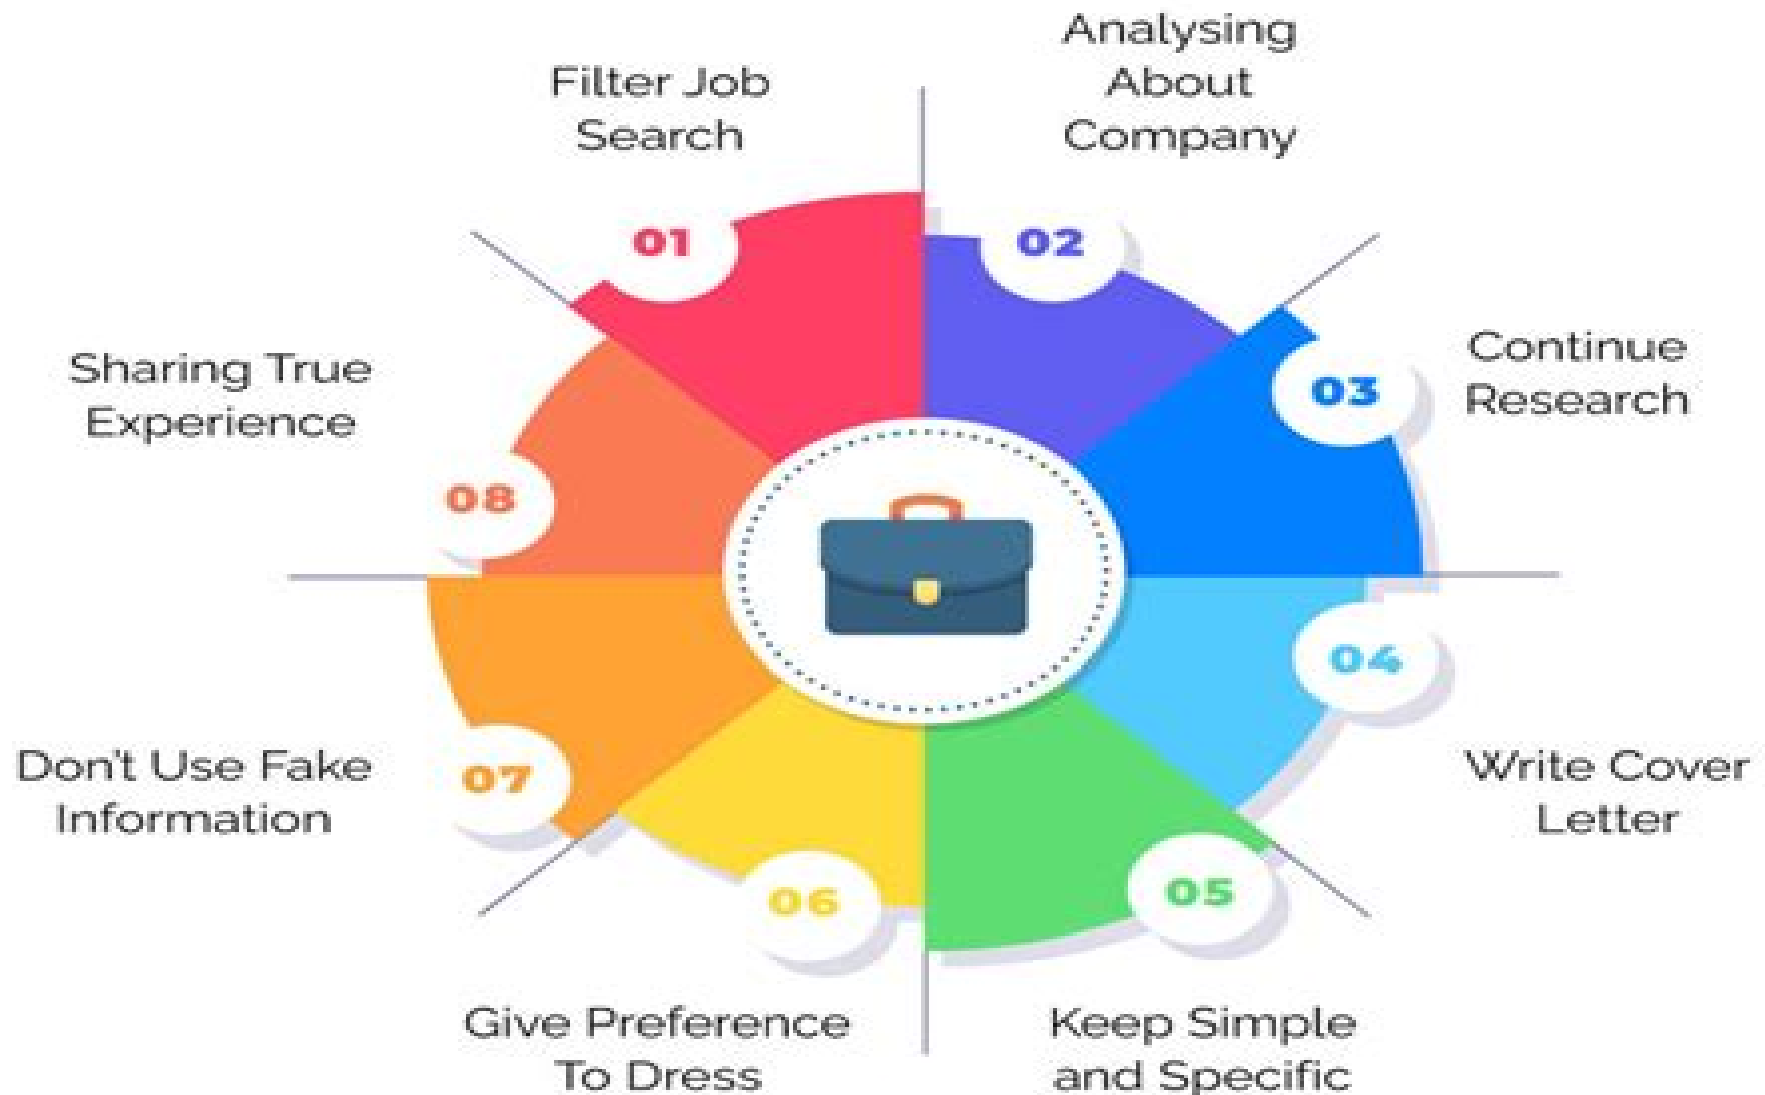 Filter Job
Search
01
Analysing
About
Company
02
Continue
Research
03
Write Cover
Letter
04
Keep Simple
and Specific
05
Give Preference
To Dress
06
Don't Use Fake
Information
07
Sharing True
Experience
08